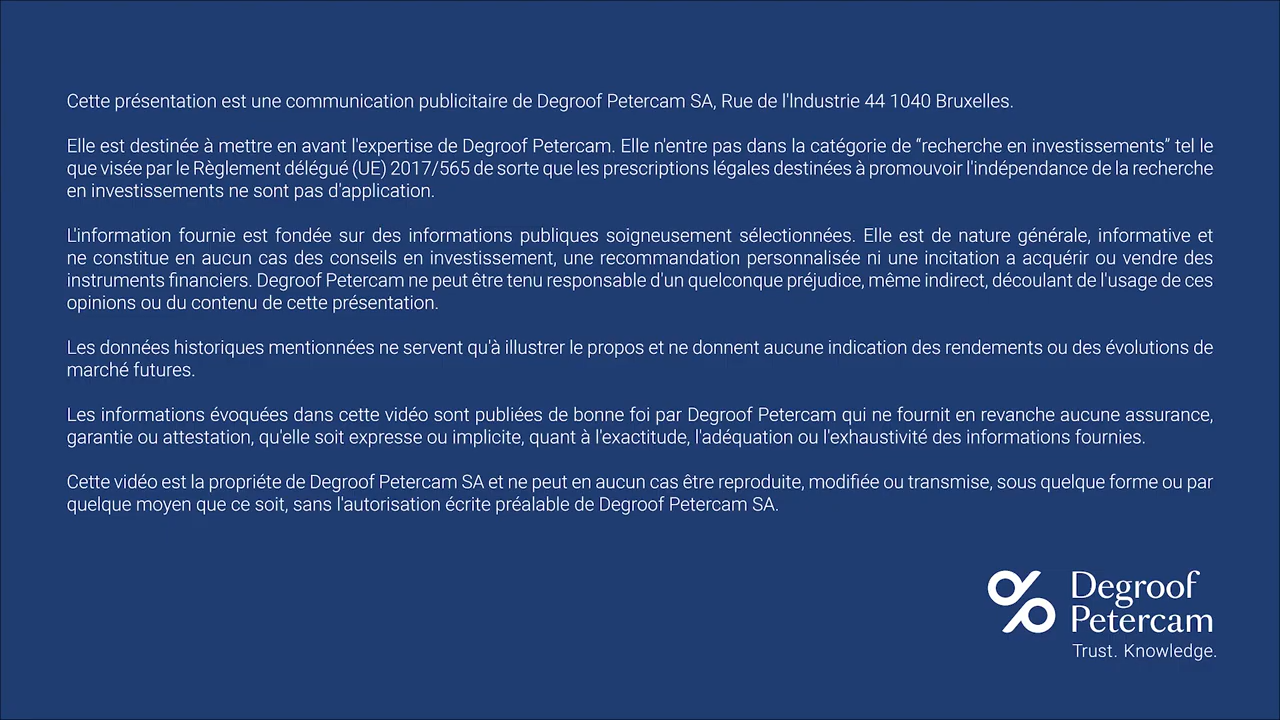 Cette présentation est une communication publicitaire de Degroof Petercam SA, Rue de l'Industrie 44 1040 Bruxelles.
Elle est destinée à mettre en avant l'expertise de Degroof Petercam. Elle n'entre pas dans la catégorie de “recherche en investissements” tel le
que visée par le Règlement délégué (UE) 2017/565 de sorte que les prescriptions légales destinées à promouvoir l'indépendance de la recherche
en investissements ne sont pas d'application.
L'information fournie est fondée sur des informations publiques soigneusement sélectionnées. Elle est de nature générale, informative et
ne constitue en aucun cas des conseils en investissement, une recommandation personnalisée ni une incitation a acquérir ou vendre des
instruments financiers. Degroof Petercam ne peut être tenu responsable d'un quelconque préjudice, même indirect, découlant de l'usage de ces
opinions ou du contenu de cette présentation.
Les données historiques mentionnées ne servent qu'à illustrer le propos et ne donnent aucune indication des rendements ou des évolutions de
marché futures.
Les informations évoquées dans cette vidéo sont publiées de bonne foi par Degroof Petercam qui ne fournit en revanche aucune assurance,
garantie ou attestation, qu'elle soit expresse ou implicite, quant à l'exactitude, l'adéquation ou l'exhaustivité des informations fournies.
Cette vidéo est la propriéte de Degroof Petercam SA et ne peut en aucun cas être reproduite, modifiée ou transmise, sous quelque forme ou par
quelque moyen que ce soit, sans l'autorisation écrite préalable de Degroof Petercam SA.
Degroof
Petercam
Trust. Knowledge.